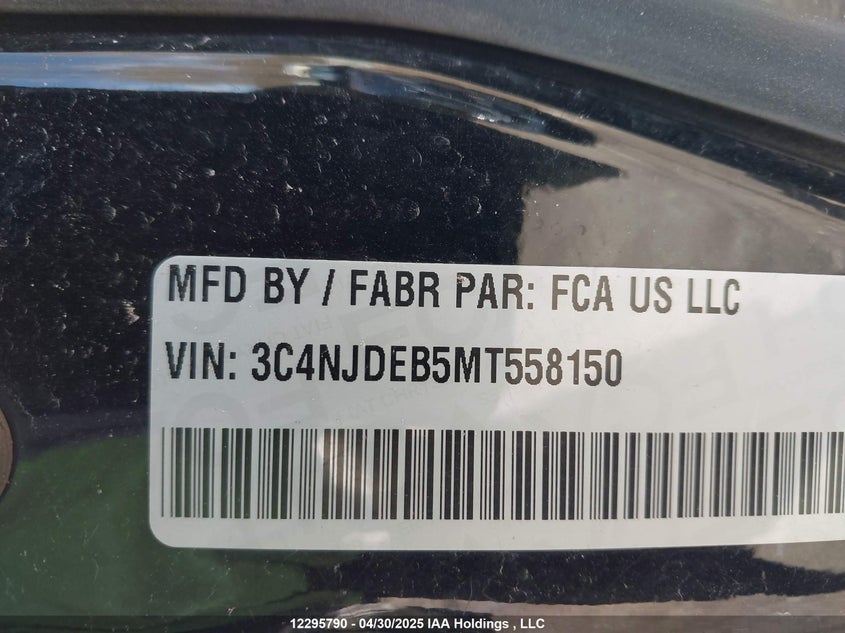 MFD BY / FABR PAR: FCA US LLC
VIN: 3C4NJDEB5MT558150
12295790 - 04/30/2025 IAA Holdings , LLC